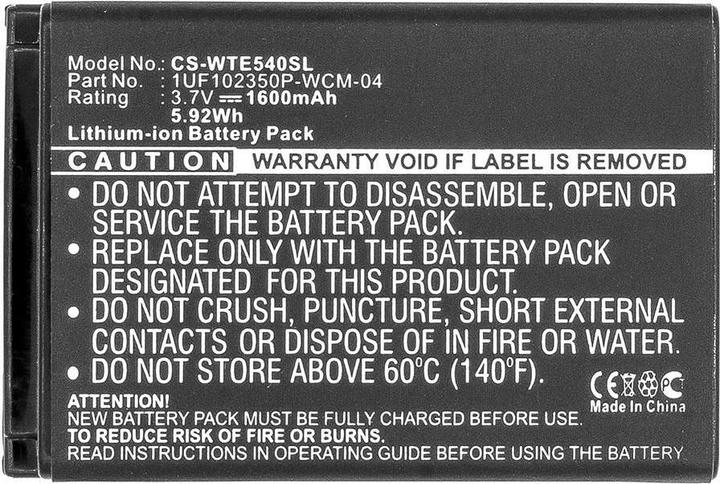 Model No.: CS-WTE540SL
Part No. : 1UF102350P-WCM-04
Rating : 3.7V 1600mAh
5.92Wh
Lithium-ion Battery Pack
CAUTION WARRANTY VOID IF LABEL IS REMOVED
• DO NOT ATTEMPT TO DISASSEMBLE, OPEN OR
SERVICE THE BATTERY PACK.
• REPLACE ONLY WITH THE BATTERY PACK
DESIGNATED FOR THIS PRODUCT.
• DO NOT CRUSH, PUNCTURE, SHORT EXTERNAL
CONTACTS OR DISPOSE OF IN FIRE OR WATER.
• DO NOT STORE ABOVE 60°C (140°F).
CE PC
Made In China
ATTENTION!
NEW BATTERY PACK MUST BE FULLY CHARGED BEFORE USE.
TO REDUCE RISK OF FIRE OR BURNS.
READ INSTRUCTIONS IN OPERATING GUIDE BEFORE USING THE BATTERY.